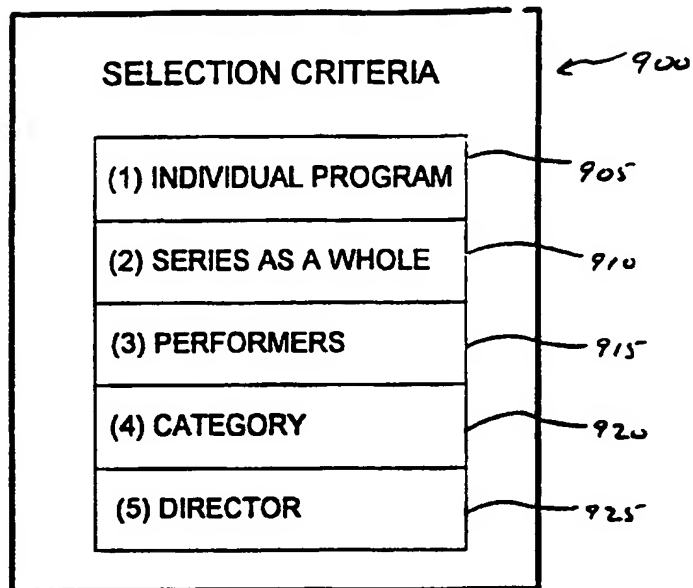 SELECTION CRITERIA
900
(1) INDIVIDUAL PROGRAM
905
(2) SERIES AS A WHOLE
910
(3) PERFORMERS
915
(4) CATEGORY
920
(5) DIRECTOR
925